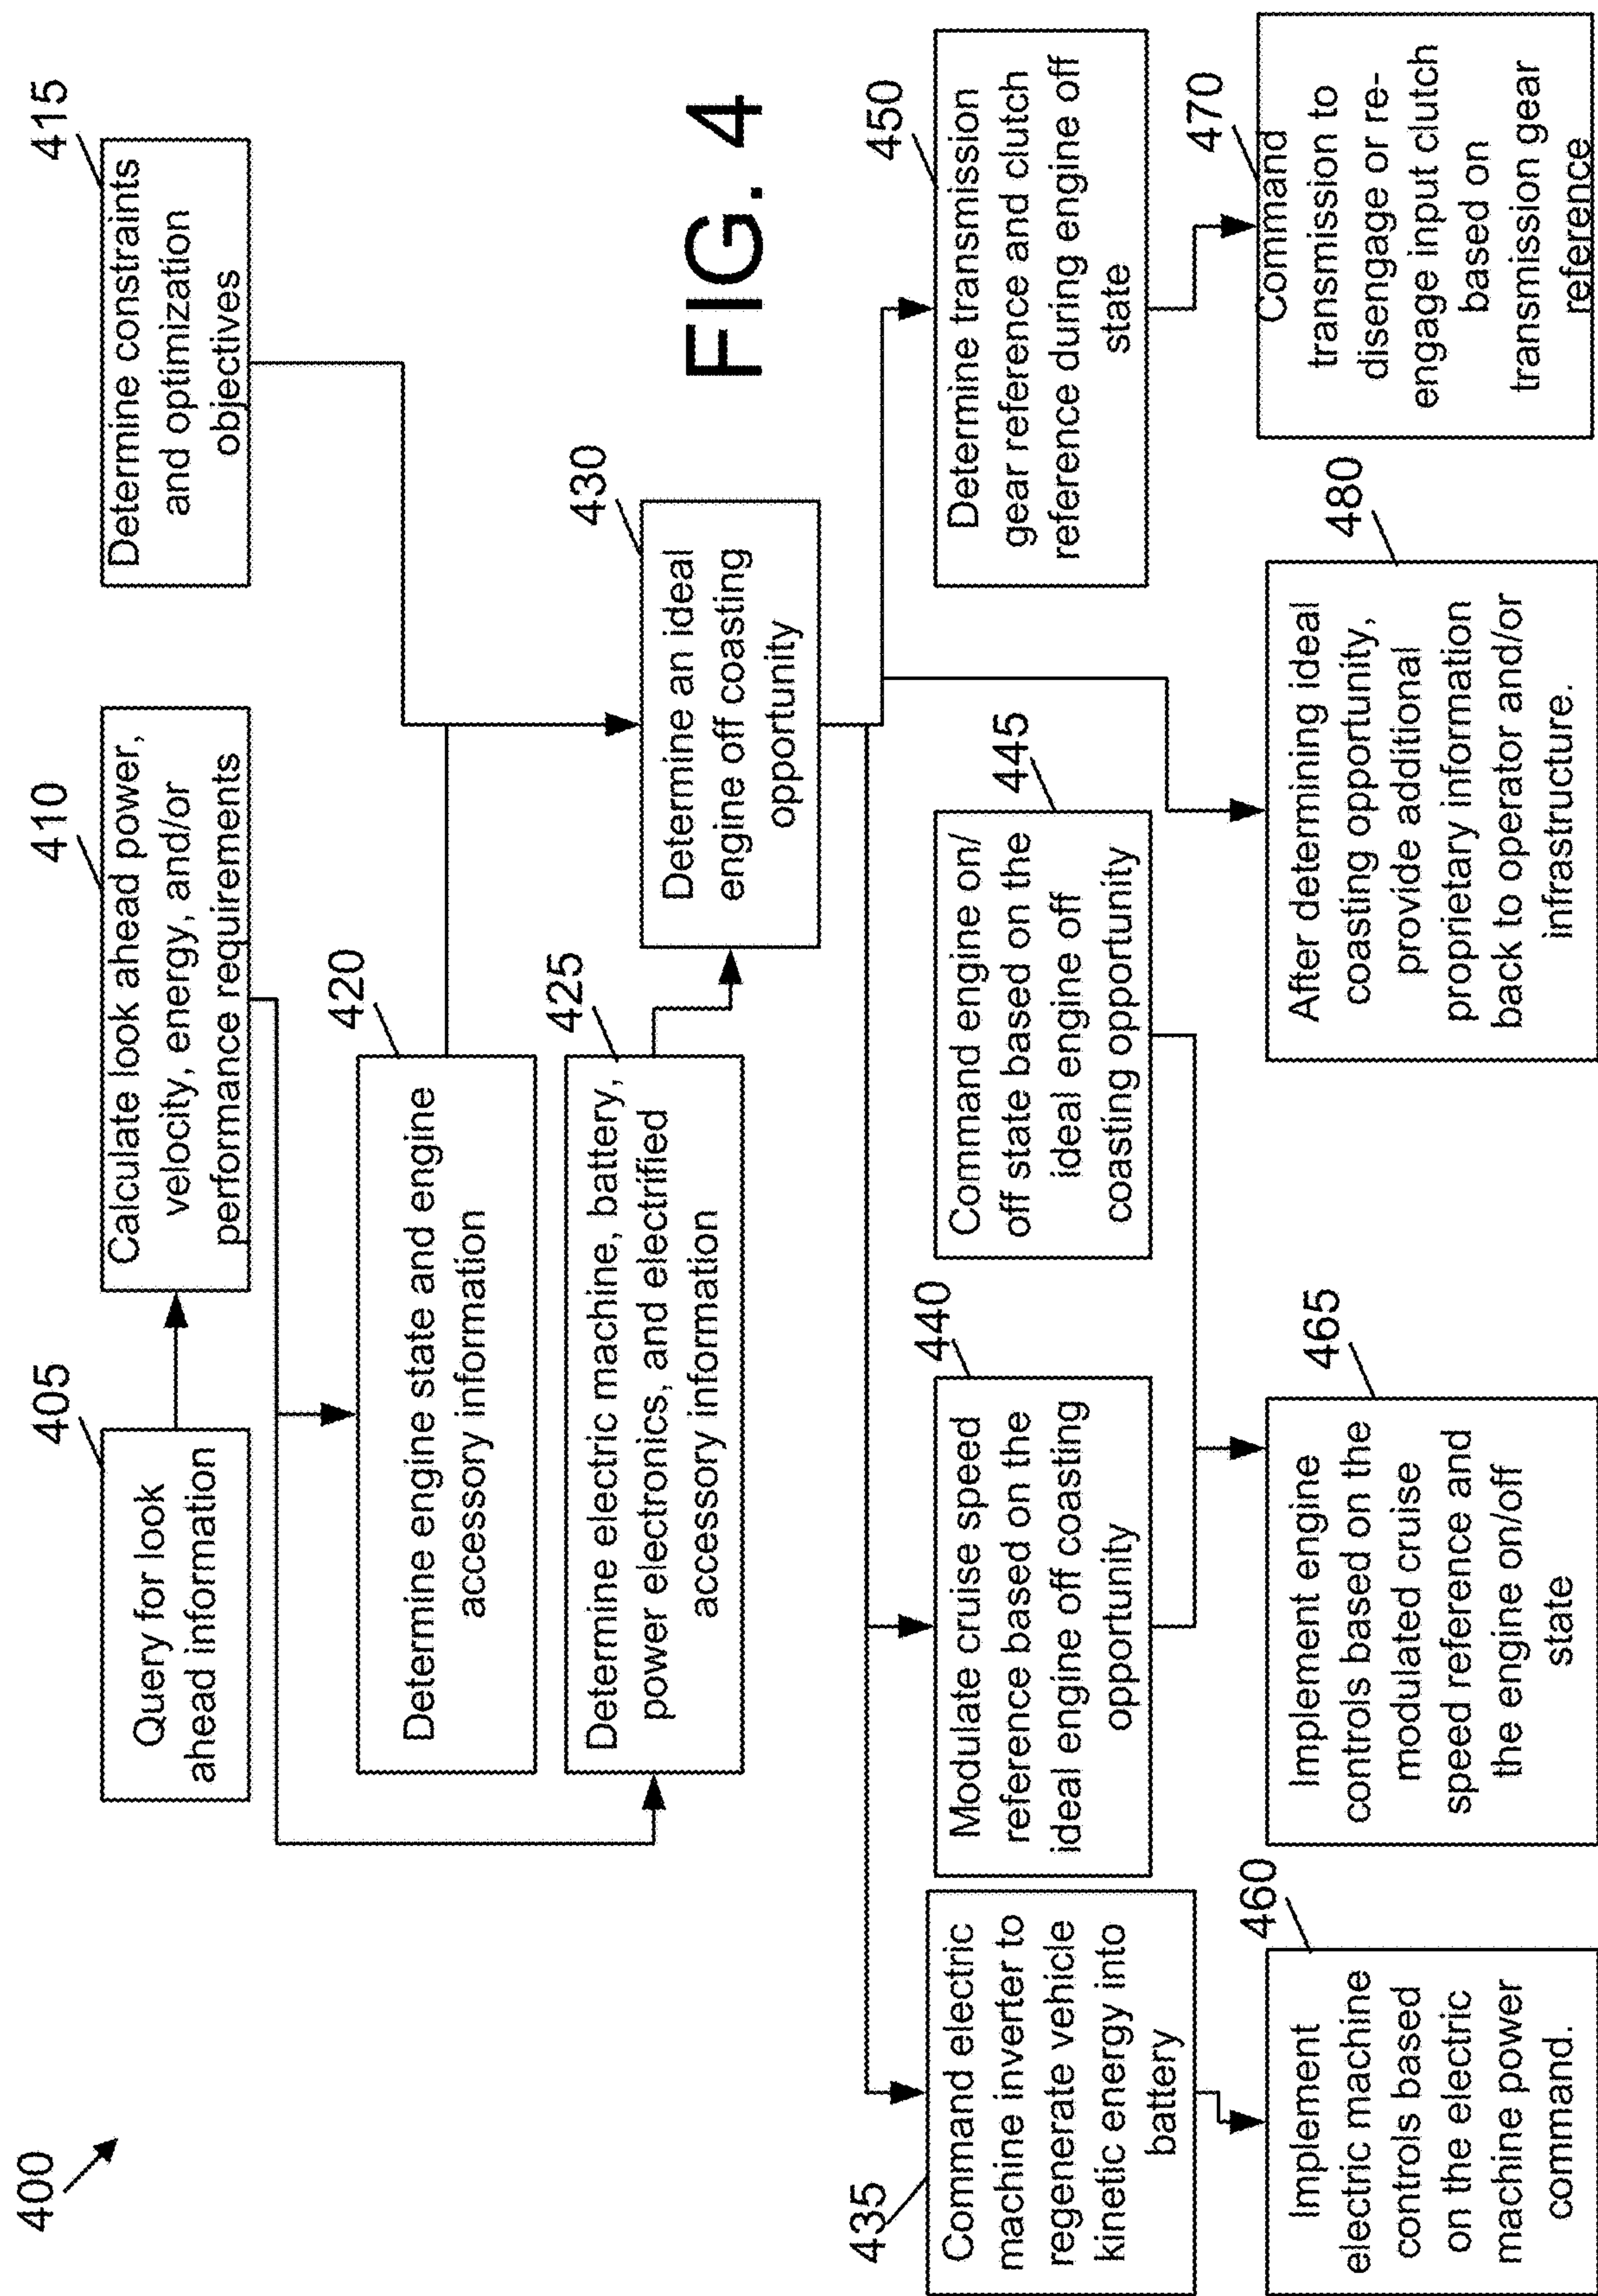 400
405
Query for look
ahead information
410
Calculate look ahead power,
velocity, energy, and/or
performance requirements
415
Determine constraints
and optimization
objectives
420
Determine engine state and engine
accessory information
425
Determine electric machine, battery,
power electronics, and electrified
accessory information
430
Determine an ideal
engine off coasting
opportunity
FIG. 4
435
Command electric
machine inverter to
regenerate vehicle
kinetic energy into
battery
440
Modulate cruise speed
reference based on the
ideal engine off coasting
opportunity
445
Command engine on/
off state based on the
ideal engine off
coasting opportunity
450
Determine transmission
gear reference and clutch
reference during engine off
state
460
Implement
electric machine
controls based
on the electric
machine power
command.
465
Implement engine
controls based on the
modulated cruise
speed reference and
the engine on/off
state
480
After determining ideal
coasting opportunity,
provide additional
proprietary information
back to operator and/or
infrastructure.
470
Command
transmission to
disengage or re-
engage input clutch
based on
transmission gear
reference